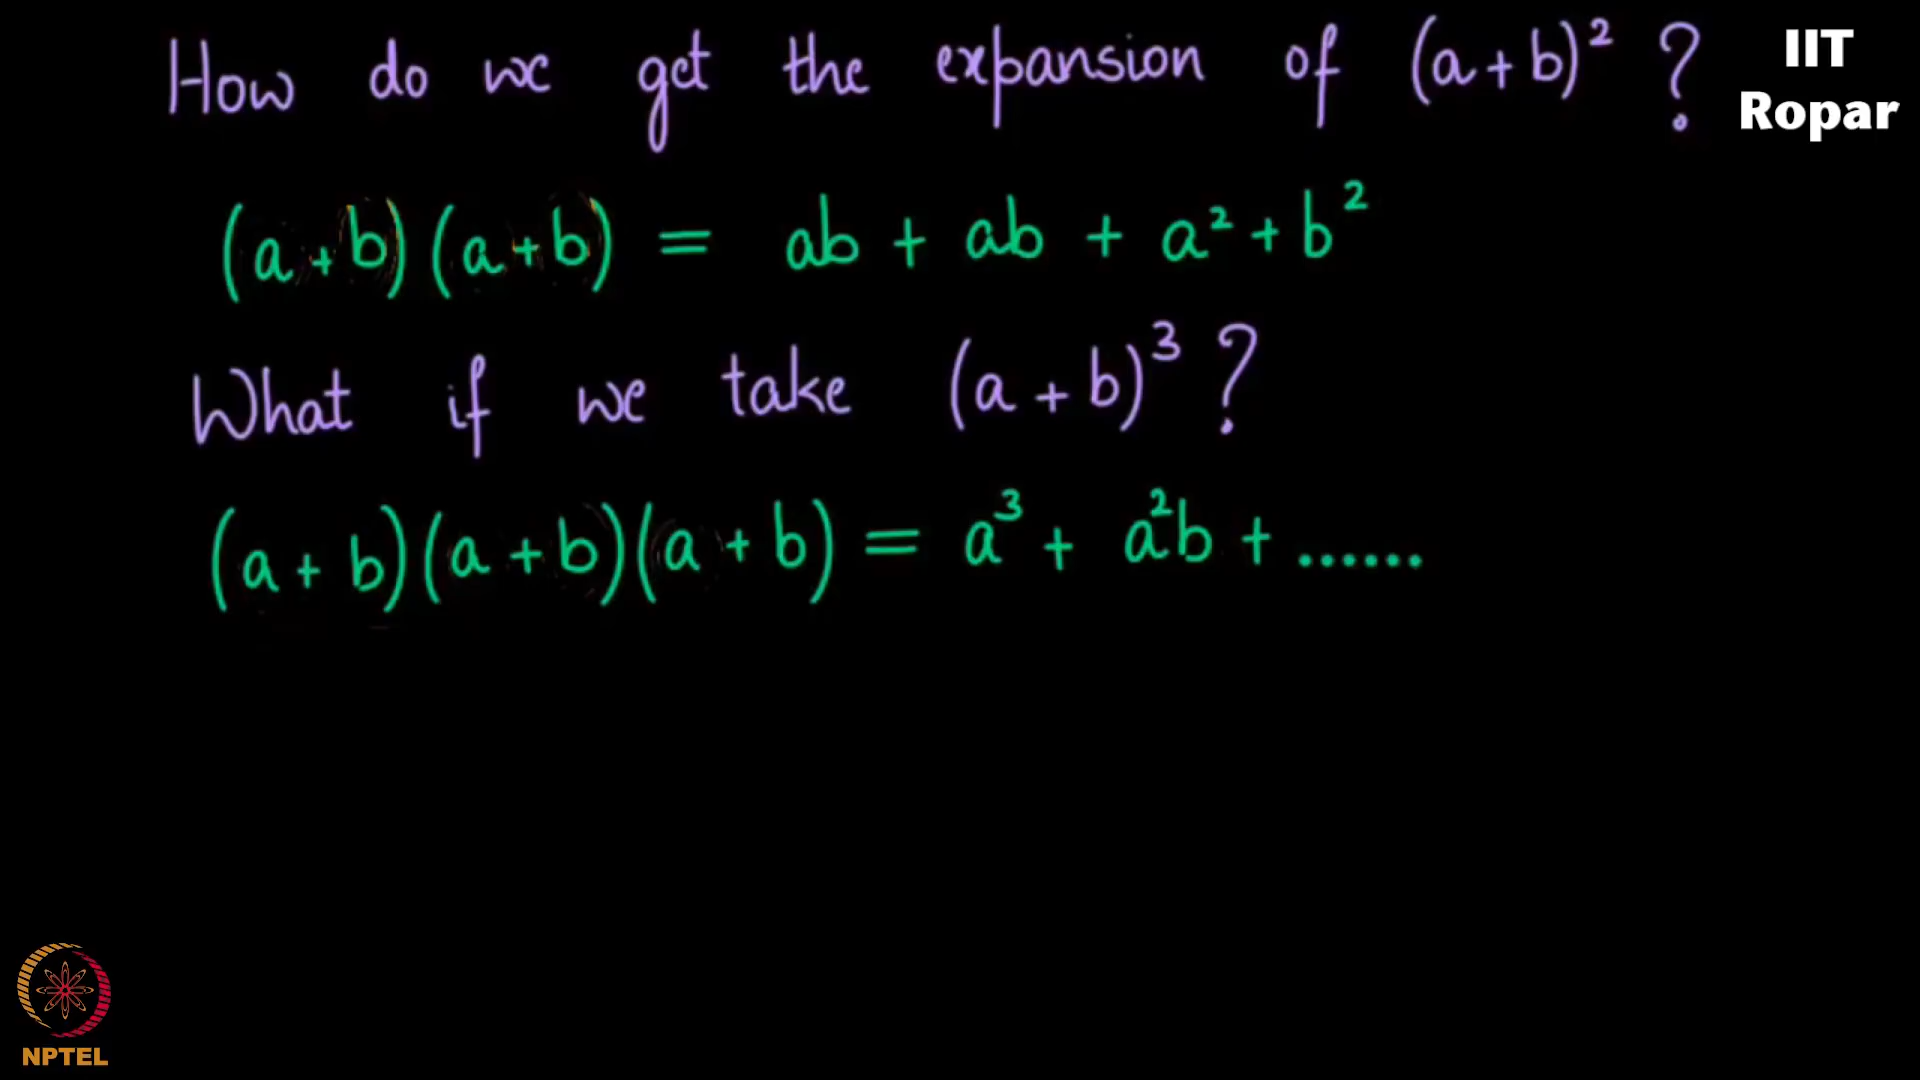 How do we get the expansion of (a + b)² ?
IIT
Ropar
(a + b) (a + b) = ab + ab + a² + b²
What if we take (a + b)³ ?
(a + b)(a + b)(a + b) = a³ + a²b + ......
NPTEL